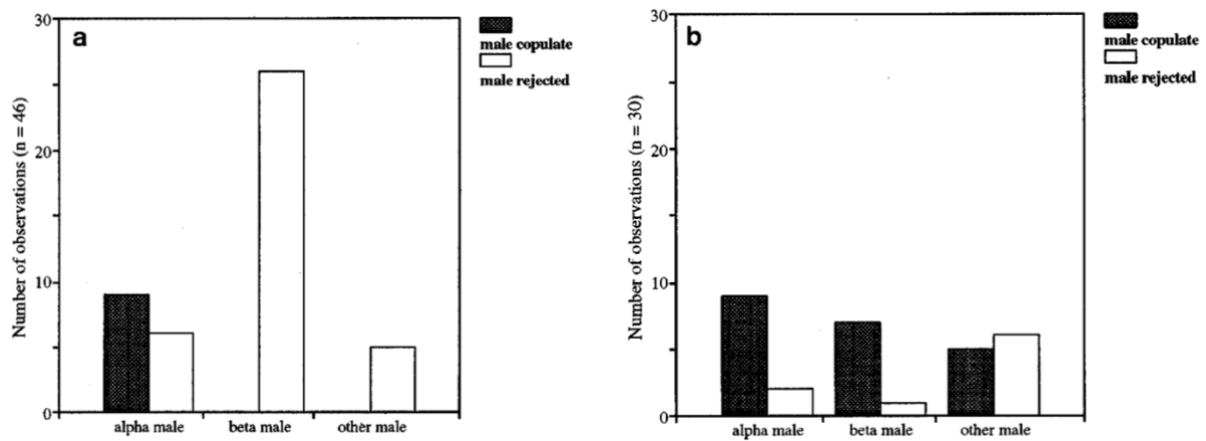 a
male copulate
male rejected
Number of observations (n = 46)
30
20
10
0
alpha male
beta male
other male
b
male copulate
male rejected
Number of observations (n = 30)
30
20
10
0
alpha male
beta male
other male